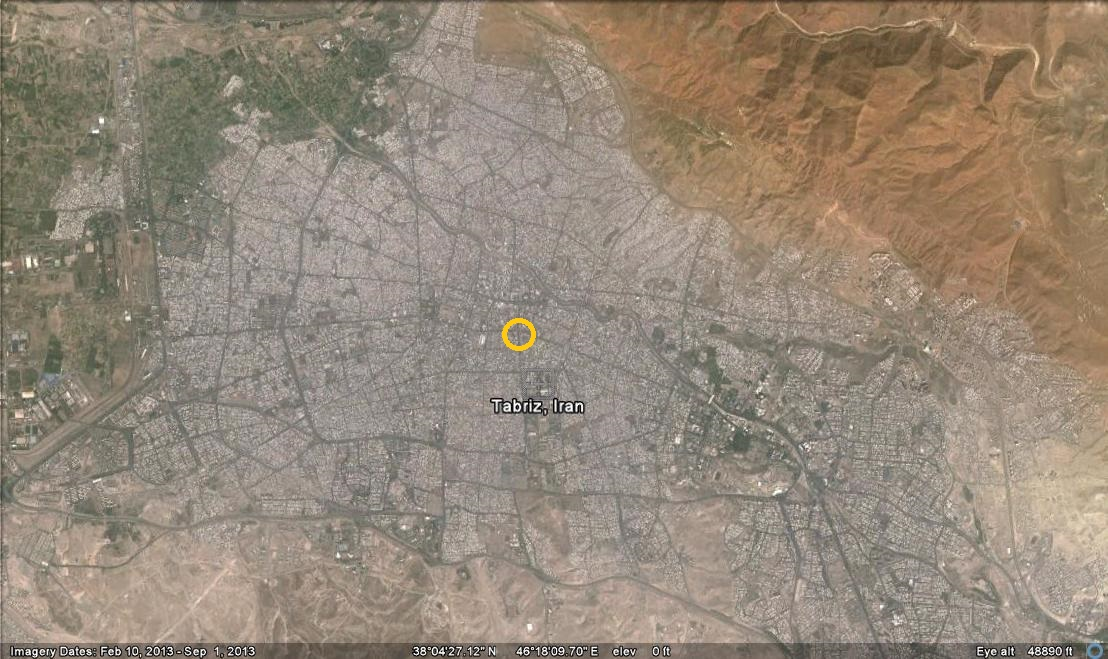 Tabriz, Iran
Imagery Dates: Feb 10, 2013 - Sep 1, 2013 38°04'27.12" N 46°18'09.70" E elev 0 ft Eye alt 48890 ft